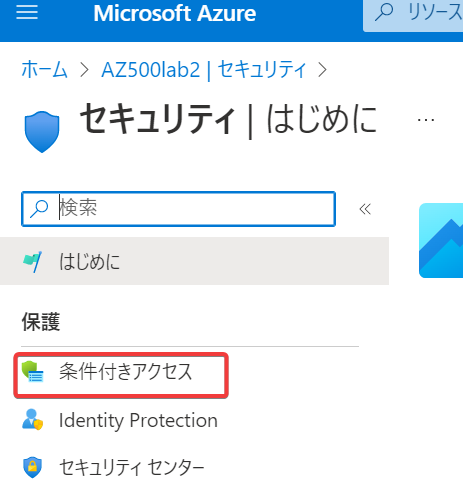 Microsoft Azure
リソース
ホーム > AZ500lab2 | セキュリティ >
セキュリティ | はじめに ...
検索 «
はじめに
保護
条件付きアクセス
Identity Protection
セキュリティ センター